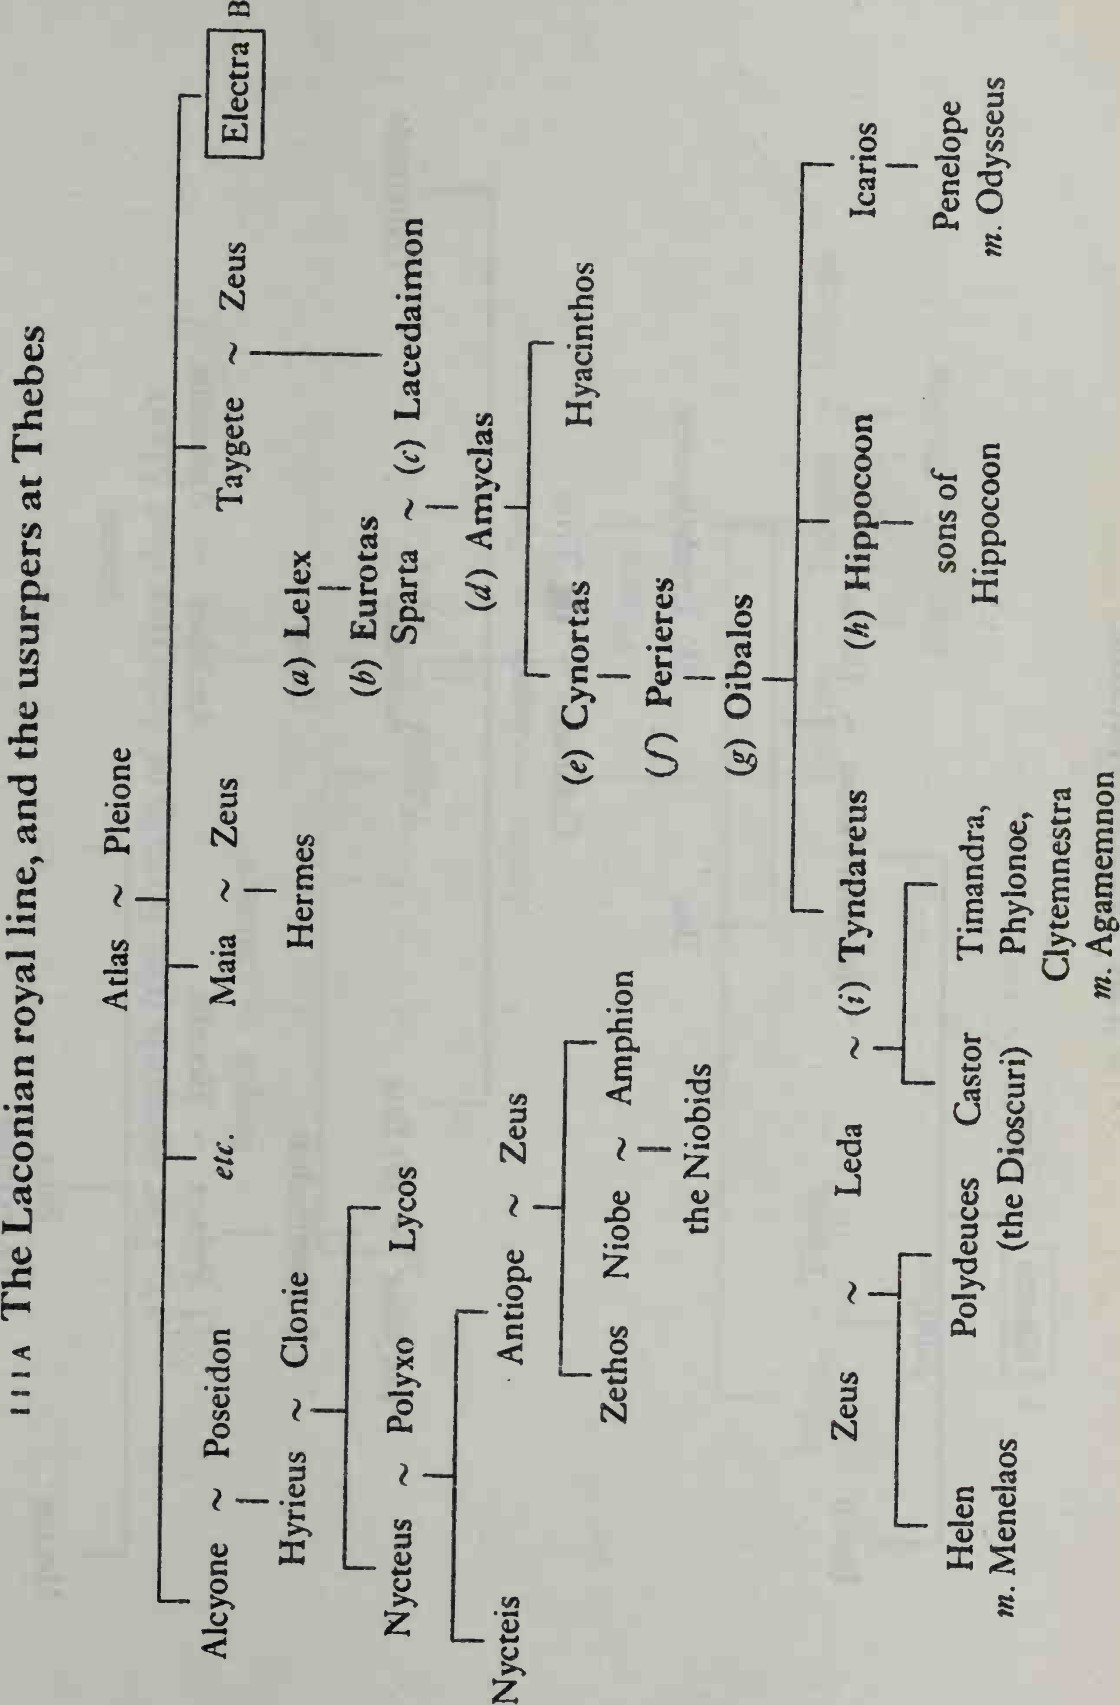 IIIA The Laconian royal line, and the usurpers at Thebes
Atlas ~ Pleione
Alcyone ~ Poseidon etc. Maia ~ Zeus Taygete ~ Zeus Electra B
Hyrieus ~ Clonie Hermes (a) Lelex
(b) Eurotas
Nycteus ~ Polyxo Lycos Sparta ~ (c) Lacedaimon
(d) Amyclas
Nycteis Antiope ~ Zeus
(e) Cynortas Hyacinthos
Zethos Niobe ~ Amphion
(f) Perieres
the Niobids
(g) Oibalos
Zeus ~ Leda ~ (i) Tyndareus (h) Hippocoon Icarios
Helen Polydeuces Castor Timandra, sons of Penelope
m. Menelaos (the Dioscuri) Phylonoe, Hippocoon m. Odysseus
Clytemnestra
m. Agamemnon